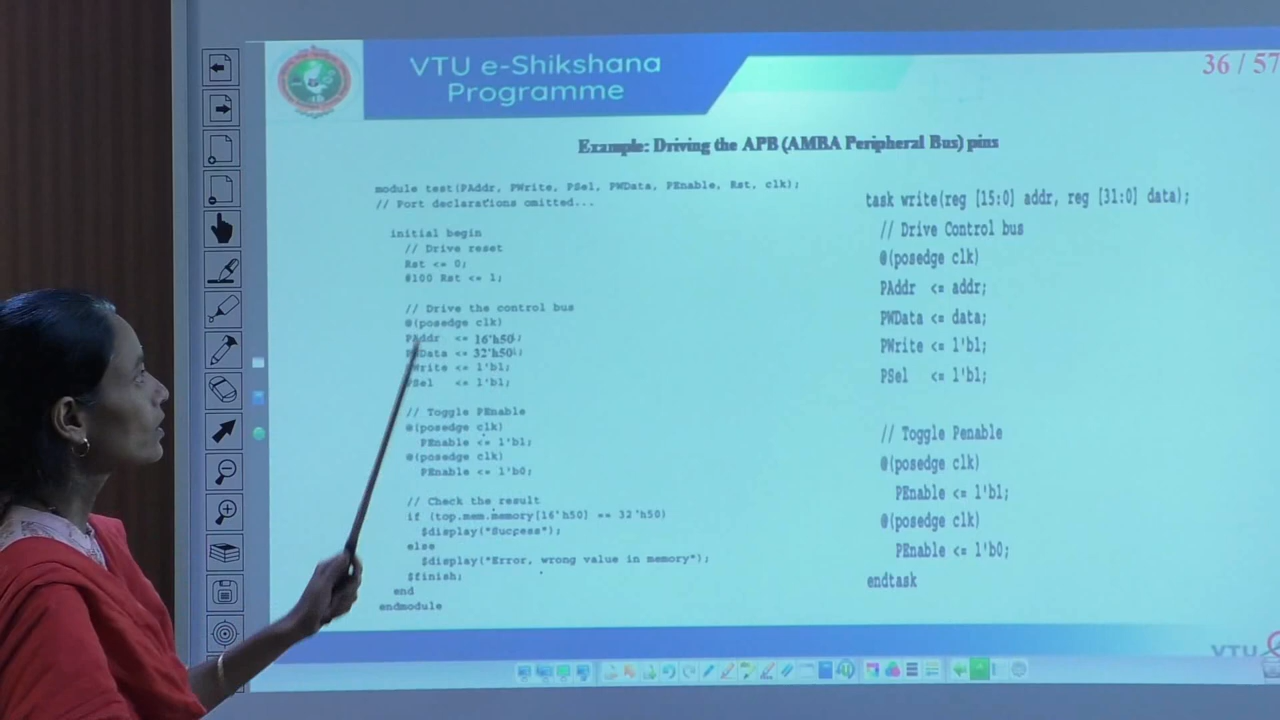 VTU e-Shikshana
Programme
36 / 57
Example: Driving the APB (AMBA Peripheral Bus) pins
module test(PAddr, PWrite, PSel, PWData, PEnable, Rst, clk);
// Port declarations omitted...
initial begin
// Drive reset
Rst <= 0;
#100 Rst <= 1;
// Drive the control bus
@(posedge clk)
PAddr <= 16'h50;
PWData <= 32'h50;
PWrite <= 1'b1;
PSel <= 1'b1;
// Toggle PEnable
@(posedge clk)
PEnable <= 1'b1;
@(posedge clk)
PEnable <= 1'b0;
// Check the result
if (top.mem.memory[16'h50] == 32'h50)
$display("Success");
else
$display("Error, wrong value in memory");
$finish;
end
endmodule
task write(reg [15:0] addr, reg [31:0] data);
// Drive Control bus
@(posedge clk)
PAddr <= addr;
PWData <= data;
PWrite <= 1'b1;
PSel <= 1'b1;
// Toggle Penable
@(posedge clk)
PEnable <= 1'b1;
@(posedge clk)
PEnable <= 1'b0;
endtask
VTU